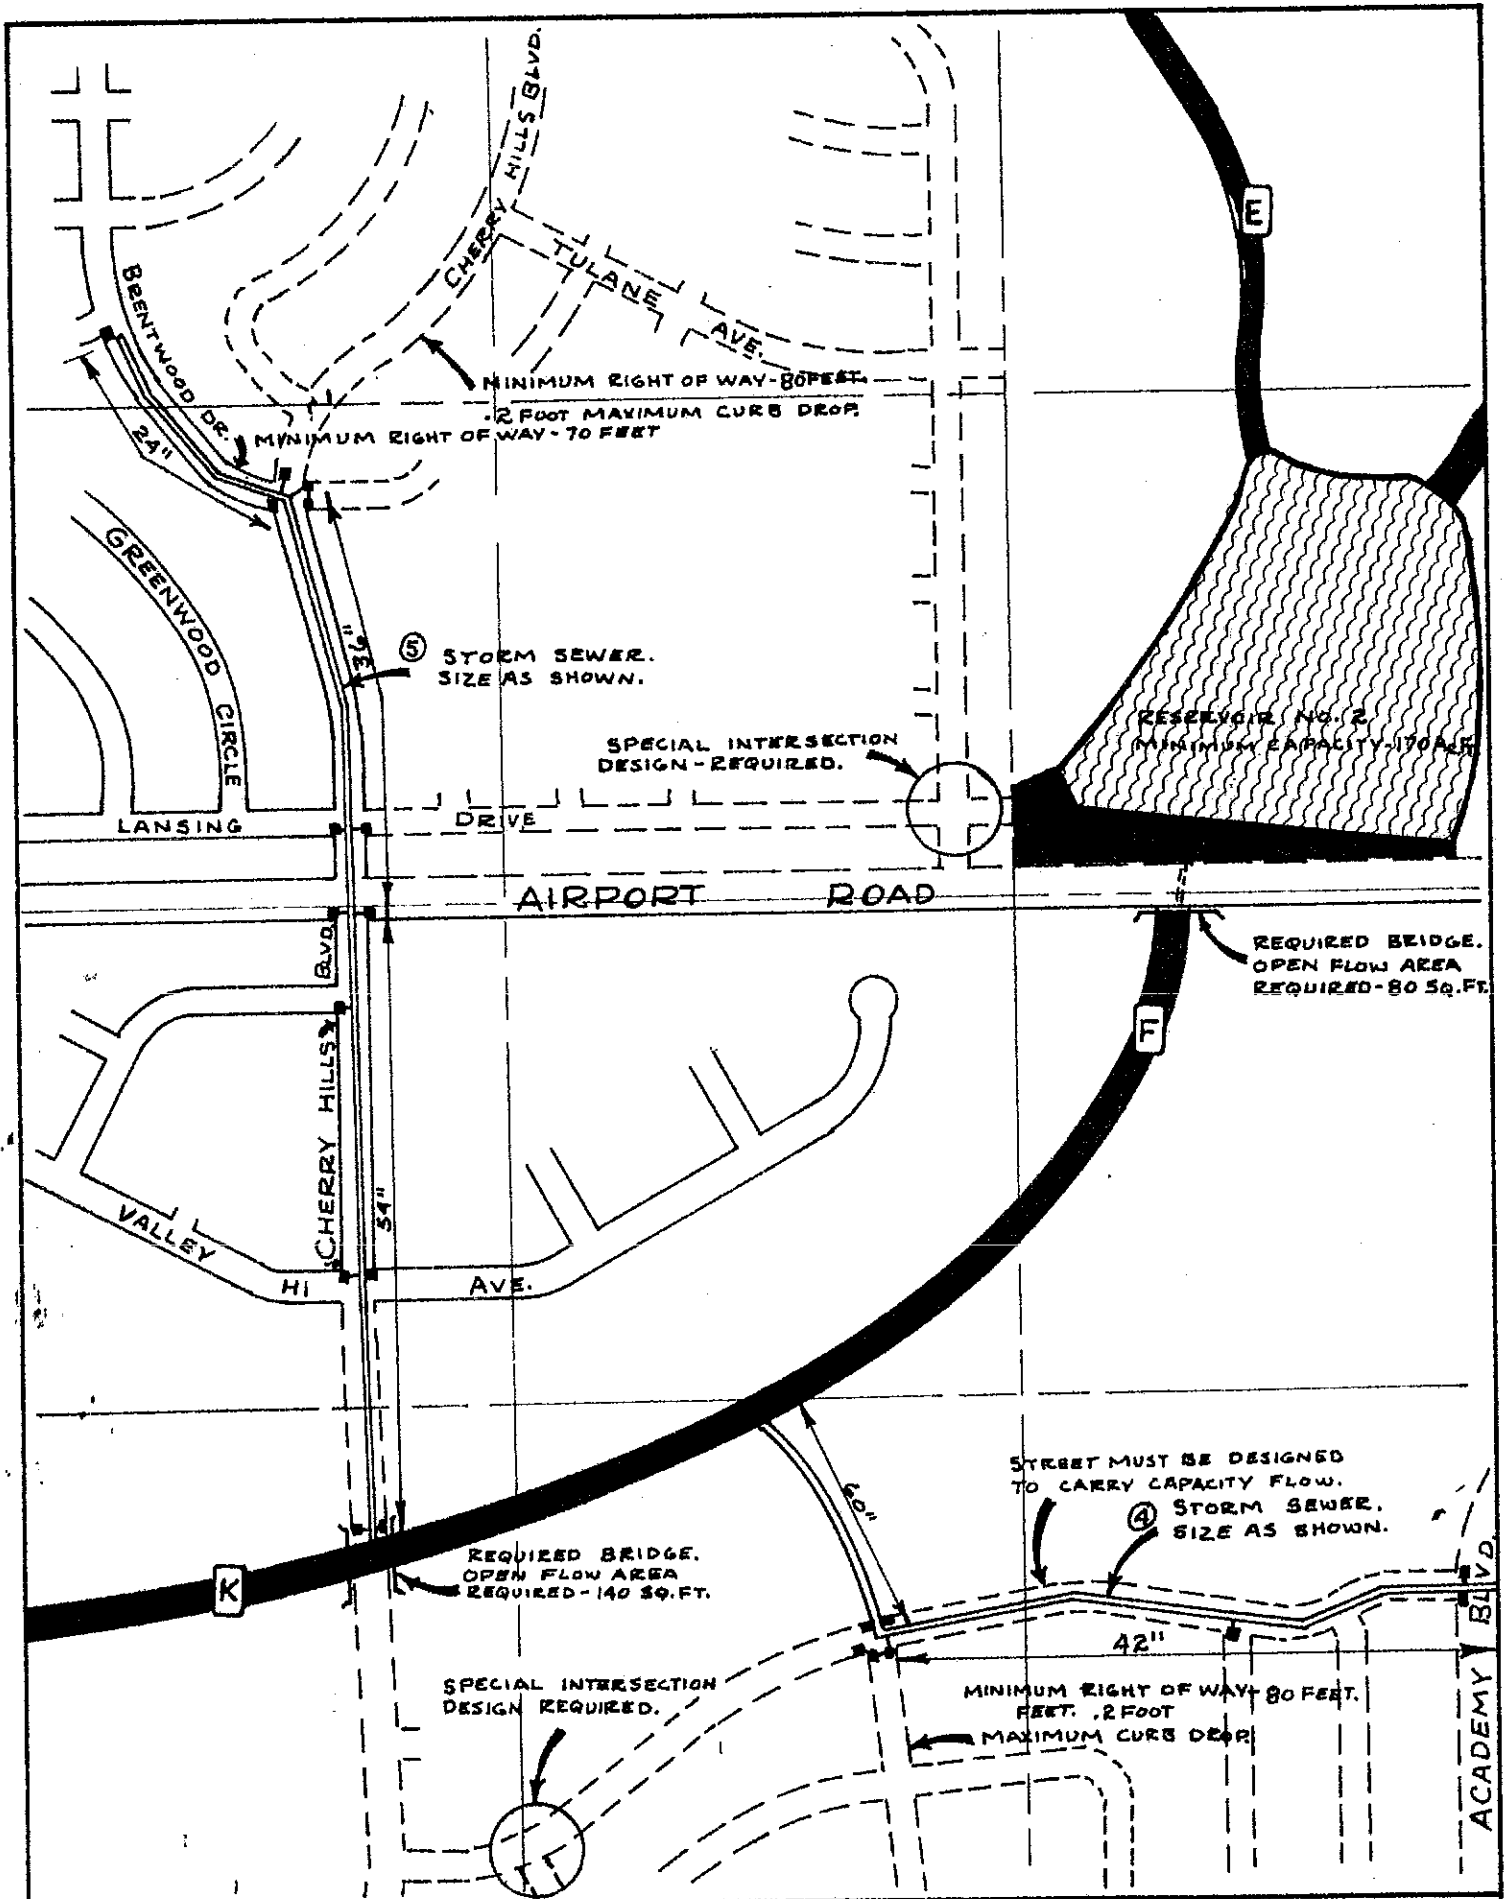 CHERRY HILLS BLVD.
E
TULANE AVE.
BRENTWOOD DR.
MINIMUM RIGHT OF WAY-80 FEET.
.2 FOOT MAXIMUM CURB DROP.
MINIMUM RIGHT OF WAY-70 FEET
24"
GREENWOOD CIRCLE
36"
5 STORM SEWER.
SIZE AS SHOWN.
RESERVOIR NO. 2
MINIMUM CAPACITY-170
SPECIAL INTERSECTION
DESIGN-REQUIRED.
LANSING DRIVE
AIRPORT ROAD
REQUIRED BRIDGE.
OPEN FLOW AREA
REQUIRED-80 SQ.FT.
F
CHERRY HILLS BLVD.
54"
VALLEY HI AVE.
STREET MUST BE DESIGNED
TO CARRY CAPACITY FLOW.
4 STORM SEWER.
SIZE AS SHOWN.
60"
K
REQUIRED BRIDGE.
OPEN FLOW AREA
REQUIRED-140 SQ.FT.
42"
ACADEMY BLVD.
SPECIAL INTERSECTION
DESIGN REQUIRED.
MINIMUM RIGHT OF WAY-80 FEET.
FEET. .2 FOOT
MAXIMUM CURB DROP.